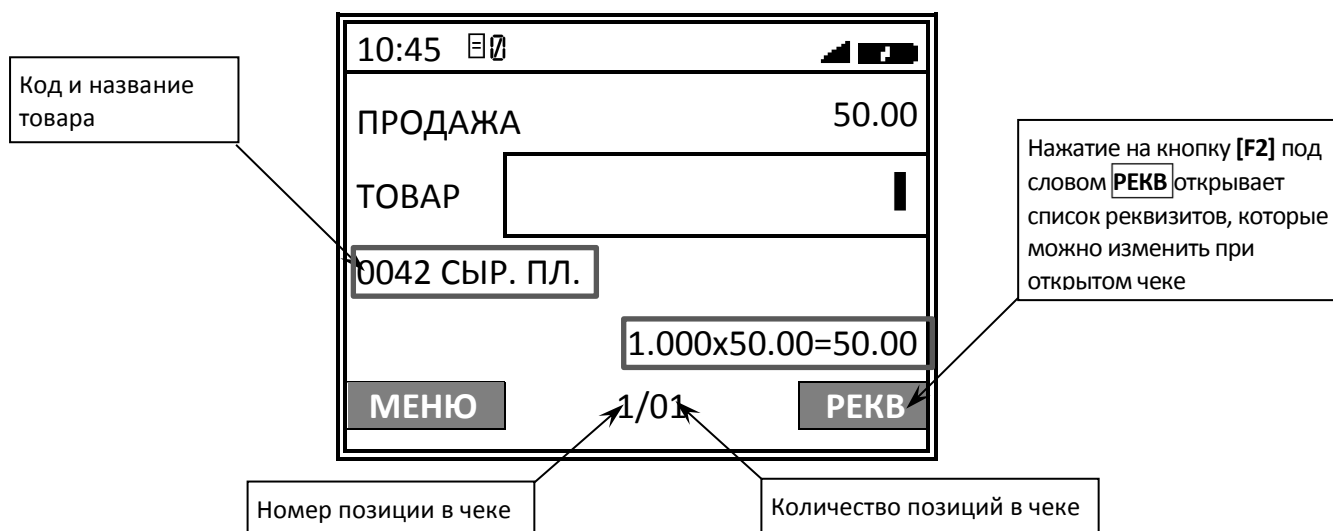 10:45
Код и название
товара
ПРОДАЖА 50.00
ТОВАР
0042 СЫР. ПЛ.
1.000x50.00=50.00
МЕНЮ 1/01 РЕКВ
Нажатие на кнопку [F2] под
словом РЕКВ открывает
список реквизитов, которые
можно изменить при
открытом чеке
Номер позиции в чеке
Количество позиций в чеке